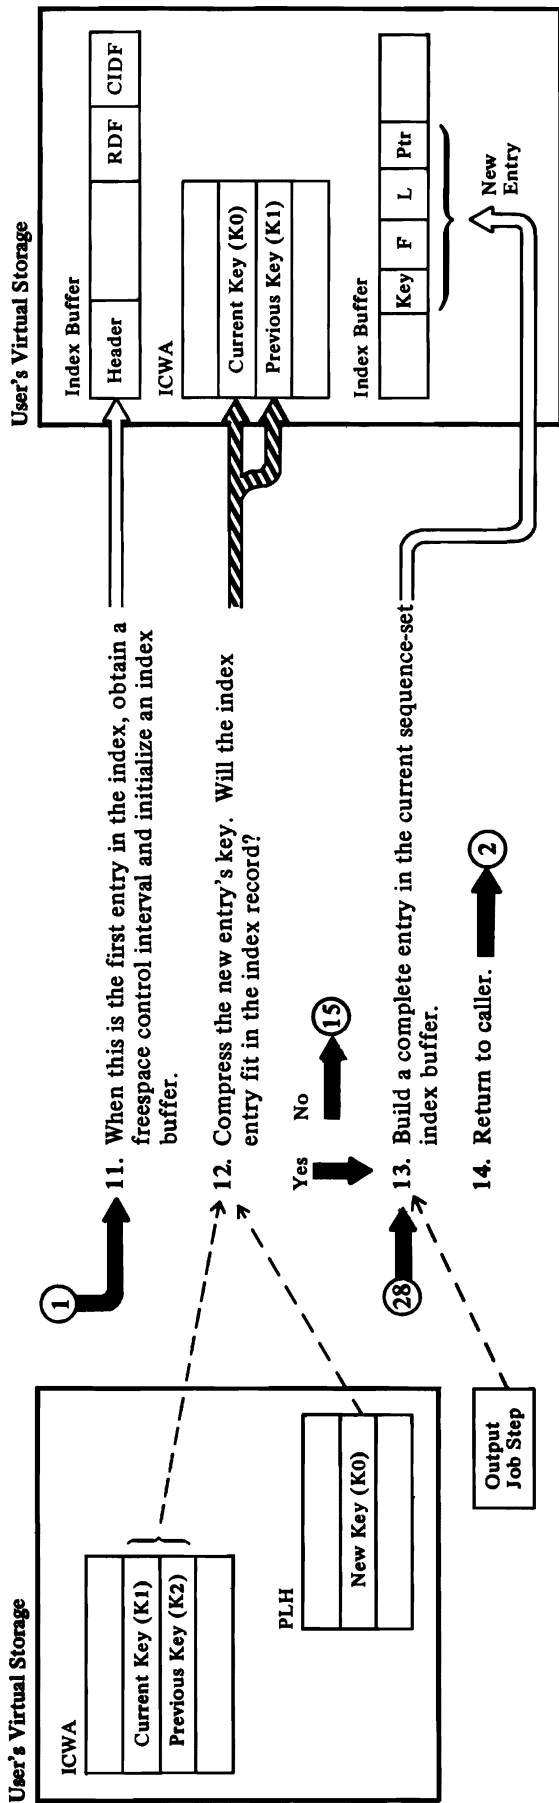 User's Virtual Storage
ICWA
Current Key (K1)
Previous Key (K2)
PLH
New Key (K0)
Output
Job Step
1
11. When this is the first entry in the index, obtain a
freespace control interval and initialize an index
buffer.
12. Compress the new entry's key. Will the index
entry fit in the index record?
Yes No
15
28
13. Build a complete entry in the current sequence-set
index buffer.
14. Return to caller.
2
User's Virtual Storage
Index Buffer
Header RDF CIDF
ICWA
Current Key (K0)
Previous Key (K1)
Index Buffer
Key F L Ptr
New
Entry